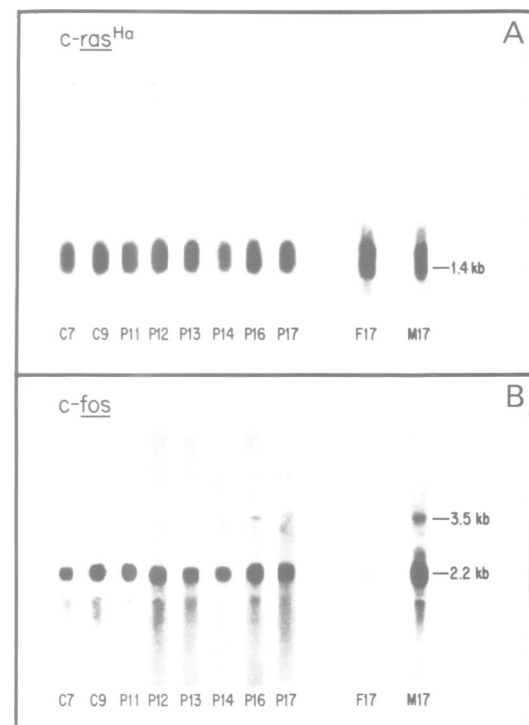 c-rasHa A
1.4 kb
C7 C9 P11 P12 P13 P14 P16 P17 F17 M17
c-fos B
3.5 kb
2.2 kb
C7 C9 P11 P12 P13 P14 P16 P17 F17 M17